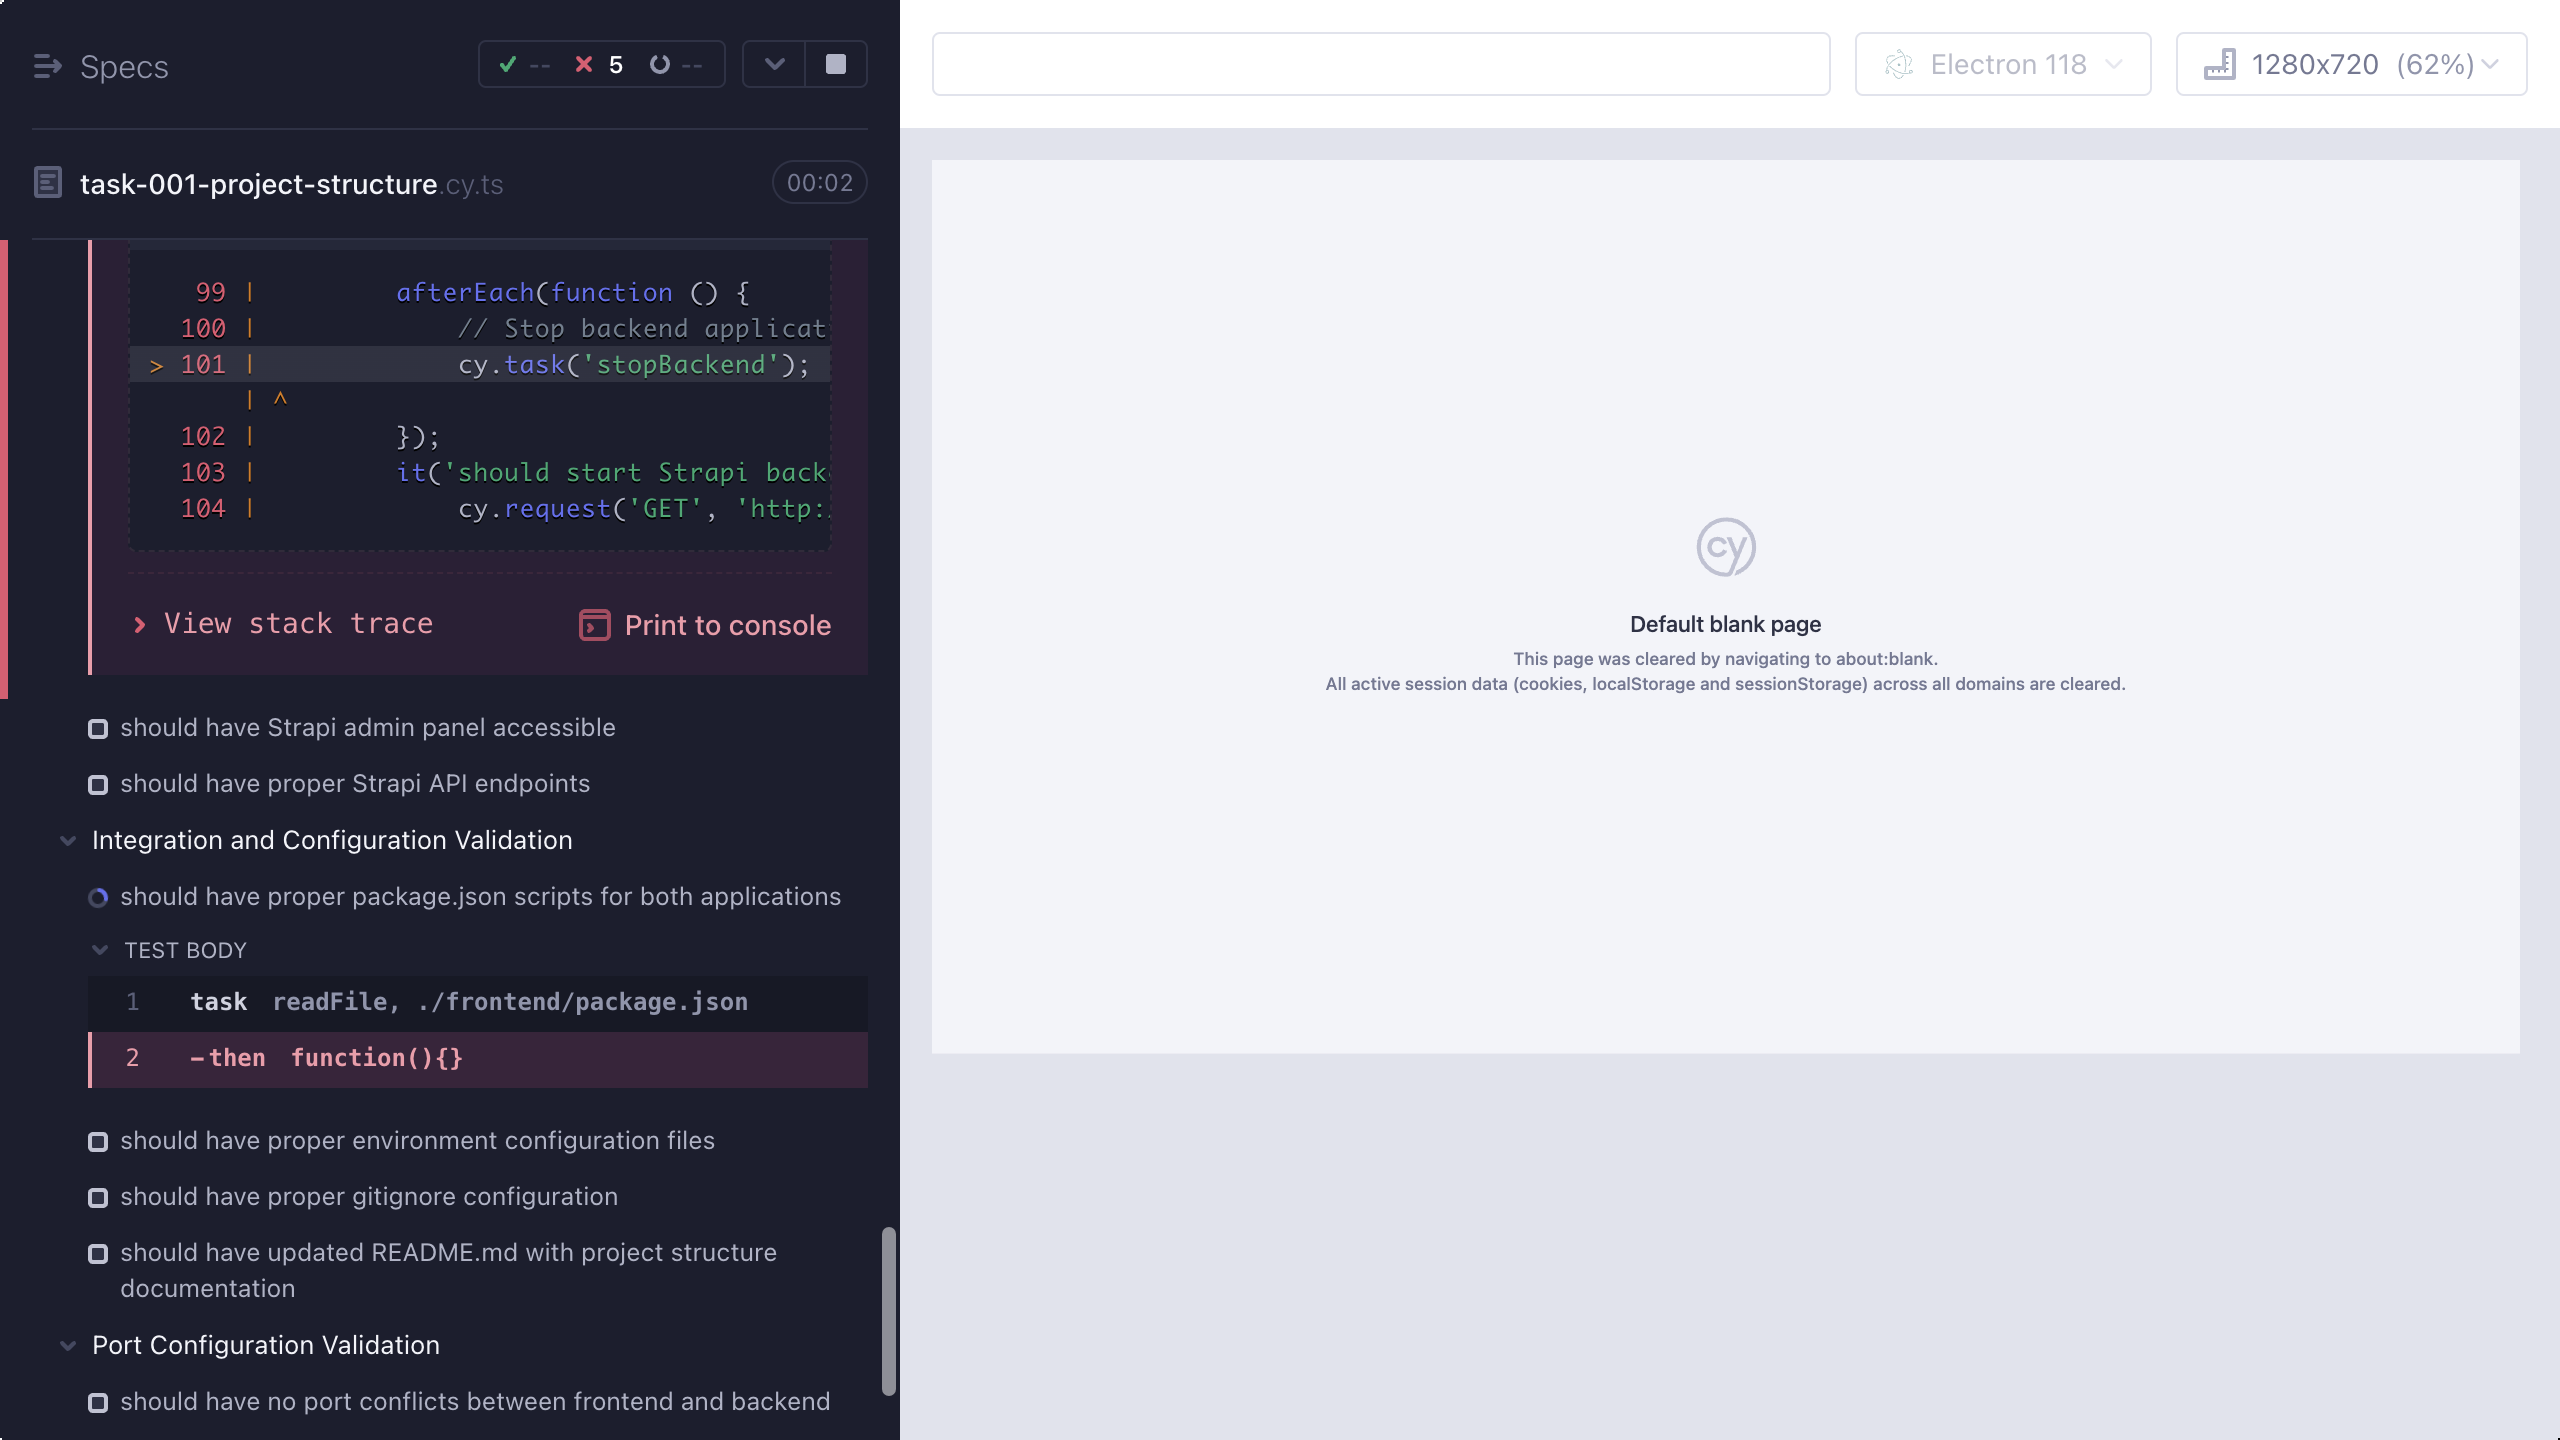 Specs
-- 5 --
task-001-project-structure.cy.ts
00:02
99 | afterEach(function () {
100 | // Stop backend applicat
> 101 | cy.task('stopBackend');
| ^
102 | });
103 | it('should start Strapi back
104 | cy.request('GET', 'http:
View stack trace
Print to console
should have Strapi admin panel accessible
should have proper Strapi API endpoints
Integration and Configuration Validation
should have proper package.json scripts for both applications
TEST BODY
1 task readFile, ./frontend/package.json
2 -then function(){}
should have proper environment configuration files
should have proper gitignore configuration
should have updated README.md with project structure
documentation
Port Configuration Validation
should have no port conflicts between frontend and backend
Electron 118
1280x720 (62%)
cy
Default blank page
This page was cleared by navigating to about:blank.
All active session data (cookies, localStorage and sessionStorage) across all domains are cleared.